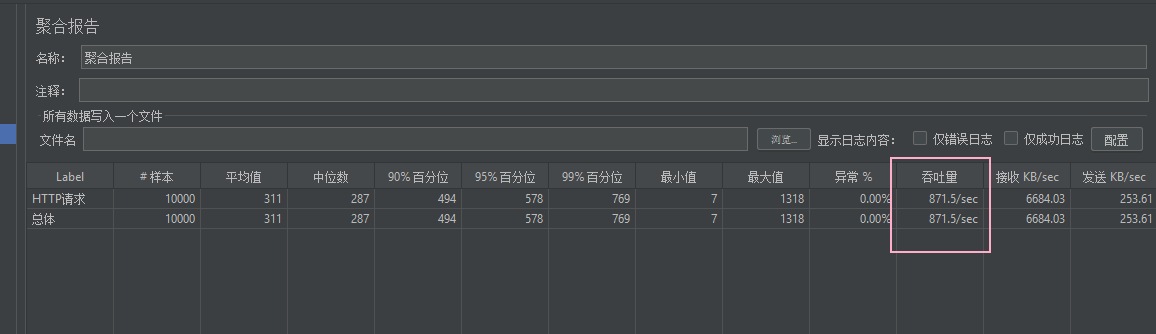 聚合报告
名称： 聚合报告
注释：
所有数据写入一个文件
文件名 浏览... 显示日志内容： 仅错误日志 仅成功日志 配置
Label # 样本 平均值 中位数 90% 百分位 95% 百分位 99% 百分位 最小值 最大值 异常 % 吞吐量 接收 KB/sec 发送 KB/sec
HTTP请求 10000 311 287 494 578 769 7 1318 0.00% 871.5/sec 6684.03 253.61
总体 10000 311 287 494 578 769 7 1318 0.00% 871.5/sec 6684.03 253.61